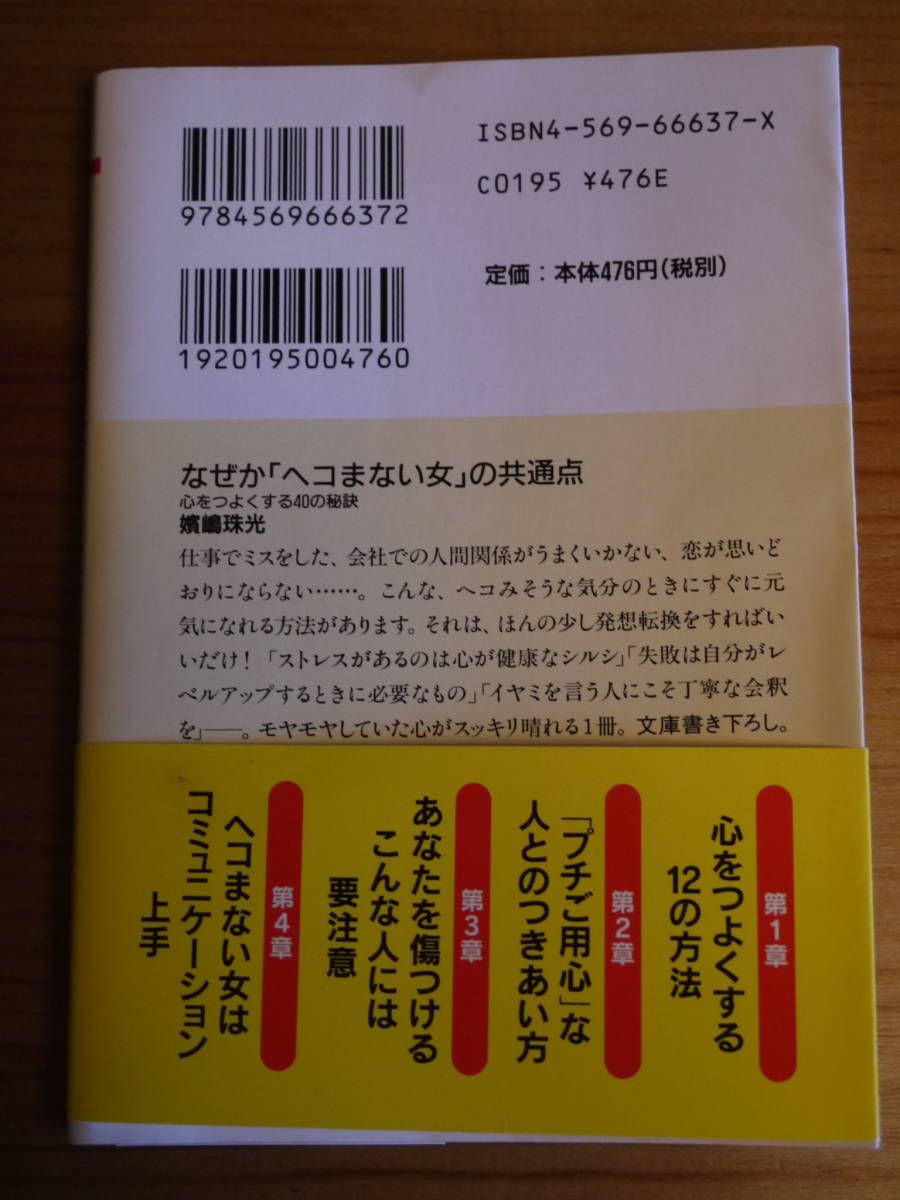 ISBN4-569-66637-X
C0195 ¥476E
9784569666372
定価：本体476円（税別）
1920195004760
なぜか「ヘコまない女」の共通点
心をつよくする40の秘訣
嬪嶋珠光
仕事でミスをした、会社での人間関係がうまくいかない、恋が思いど
おりにならない……。こんな、ヘコみそうな気分のときにすぐに元
気になれる方法があります。それは、ほんの少し発想転換をすればい
いだけ！「ストレスがあるのは心が健康なシルシ」「失敗は自分がレ
ベルアップするときに必要なもの」「イヤミを言う人にこそ丁寧な会釈
を」――。モヤモヤしていた心がスッキリ晴れる1冊。文庫書き下ろし。
第1章
心をつよくする
12の方法
第2章
「プチご用心」な
人とのつきあい方
第3章
あなたを傷つける
こんな人には
要注意
第4章
ヘコまない女は
コミュニケーション
上手